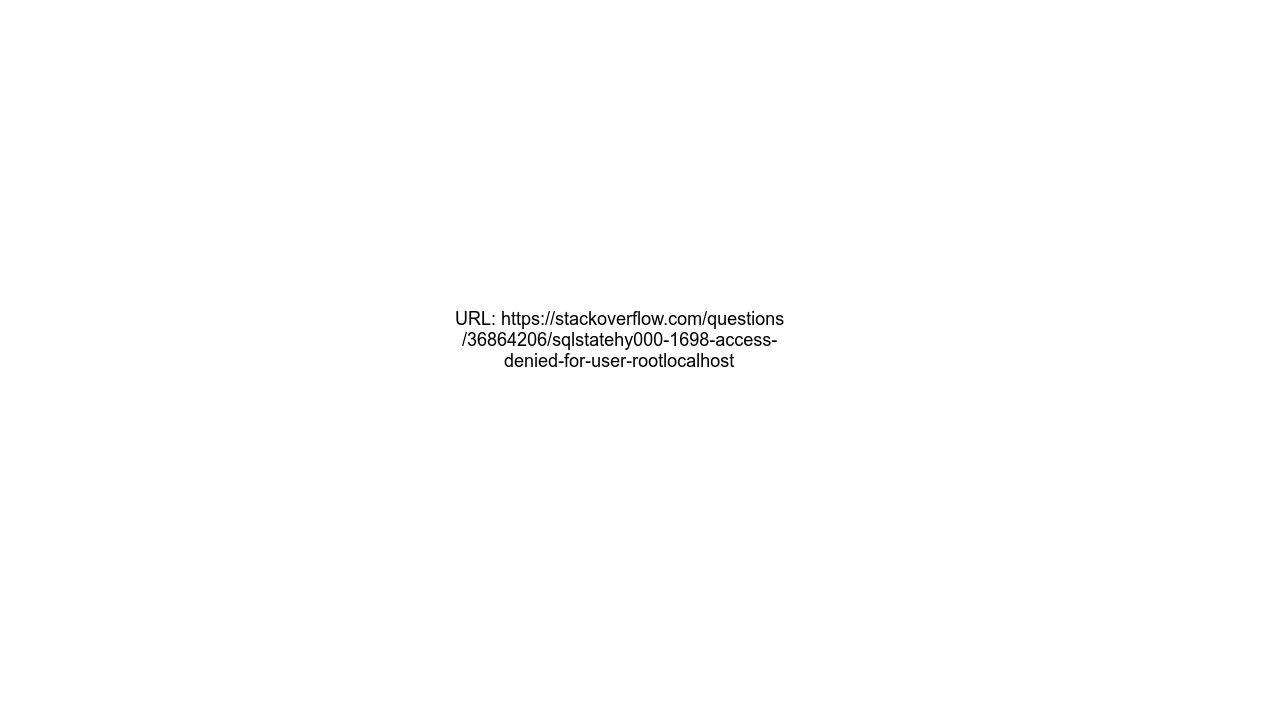 URL: https://stackoverflow.com/questions
/36864206/sqlstatehy000-1698-access-
denied-for-user-rootlocalhost